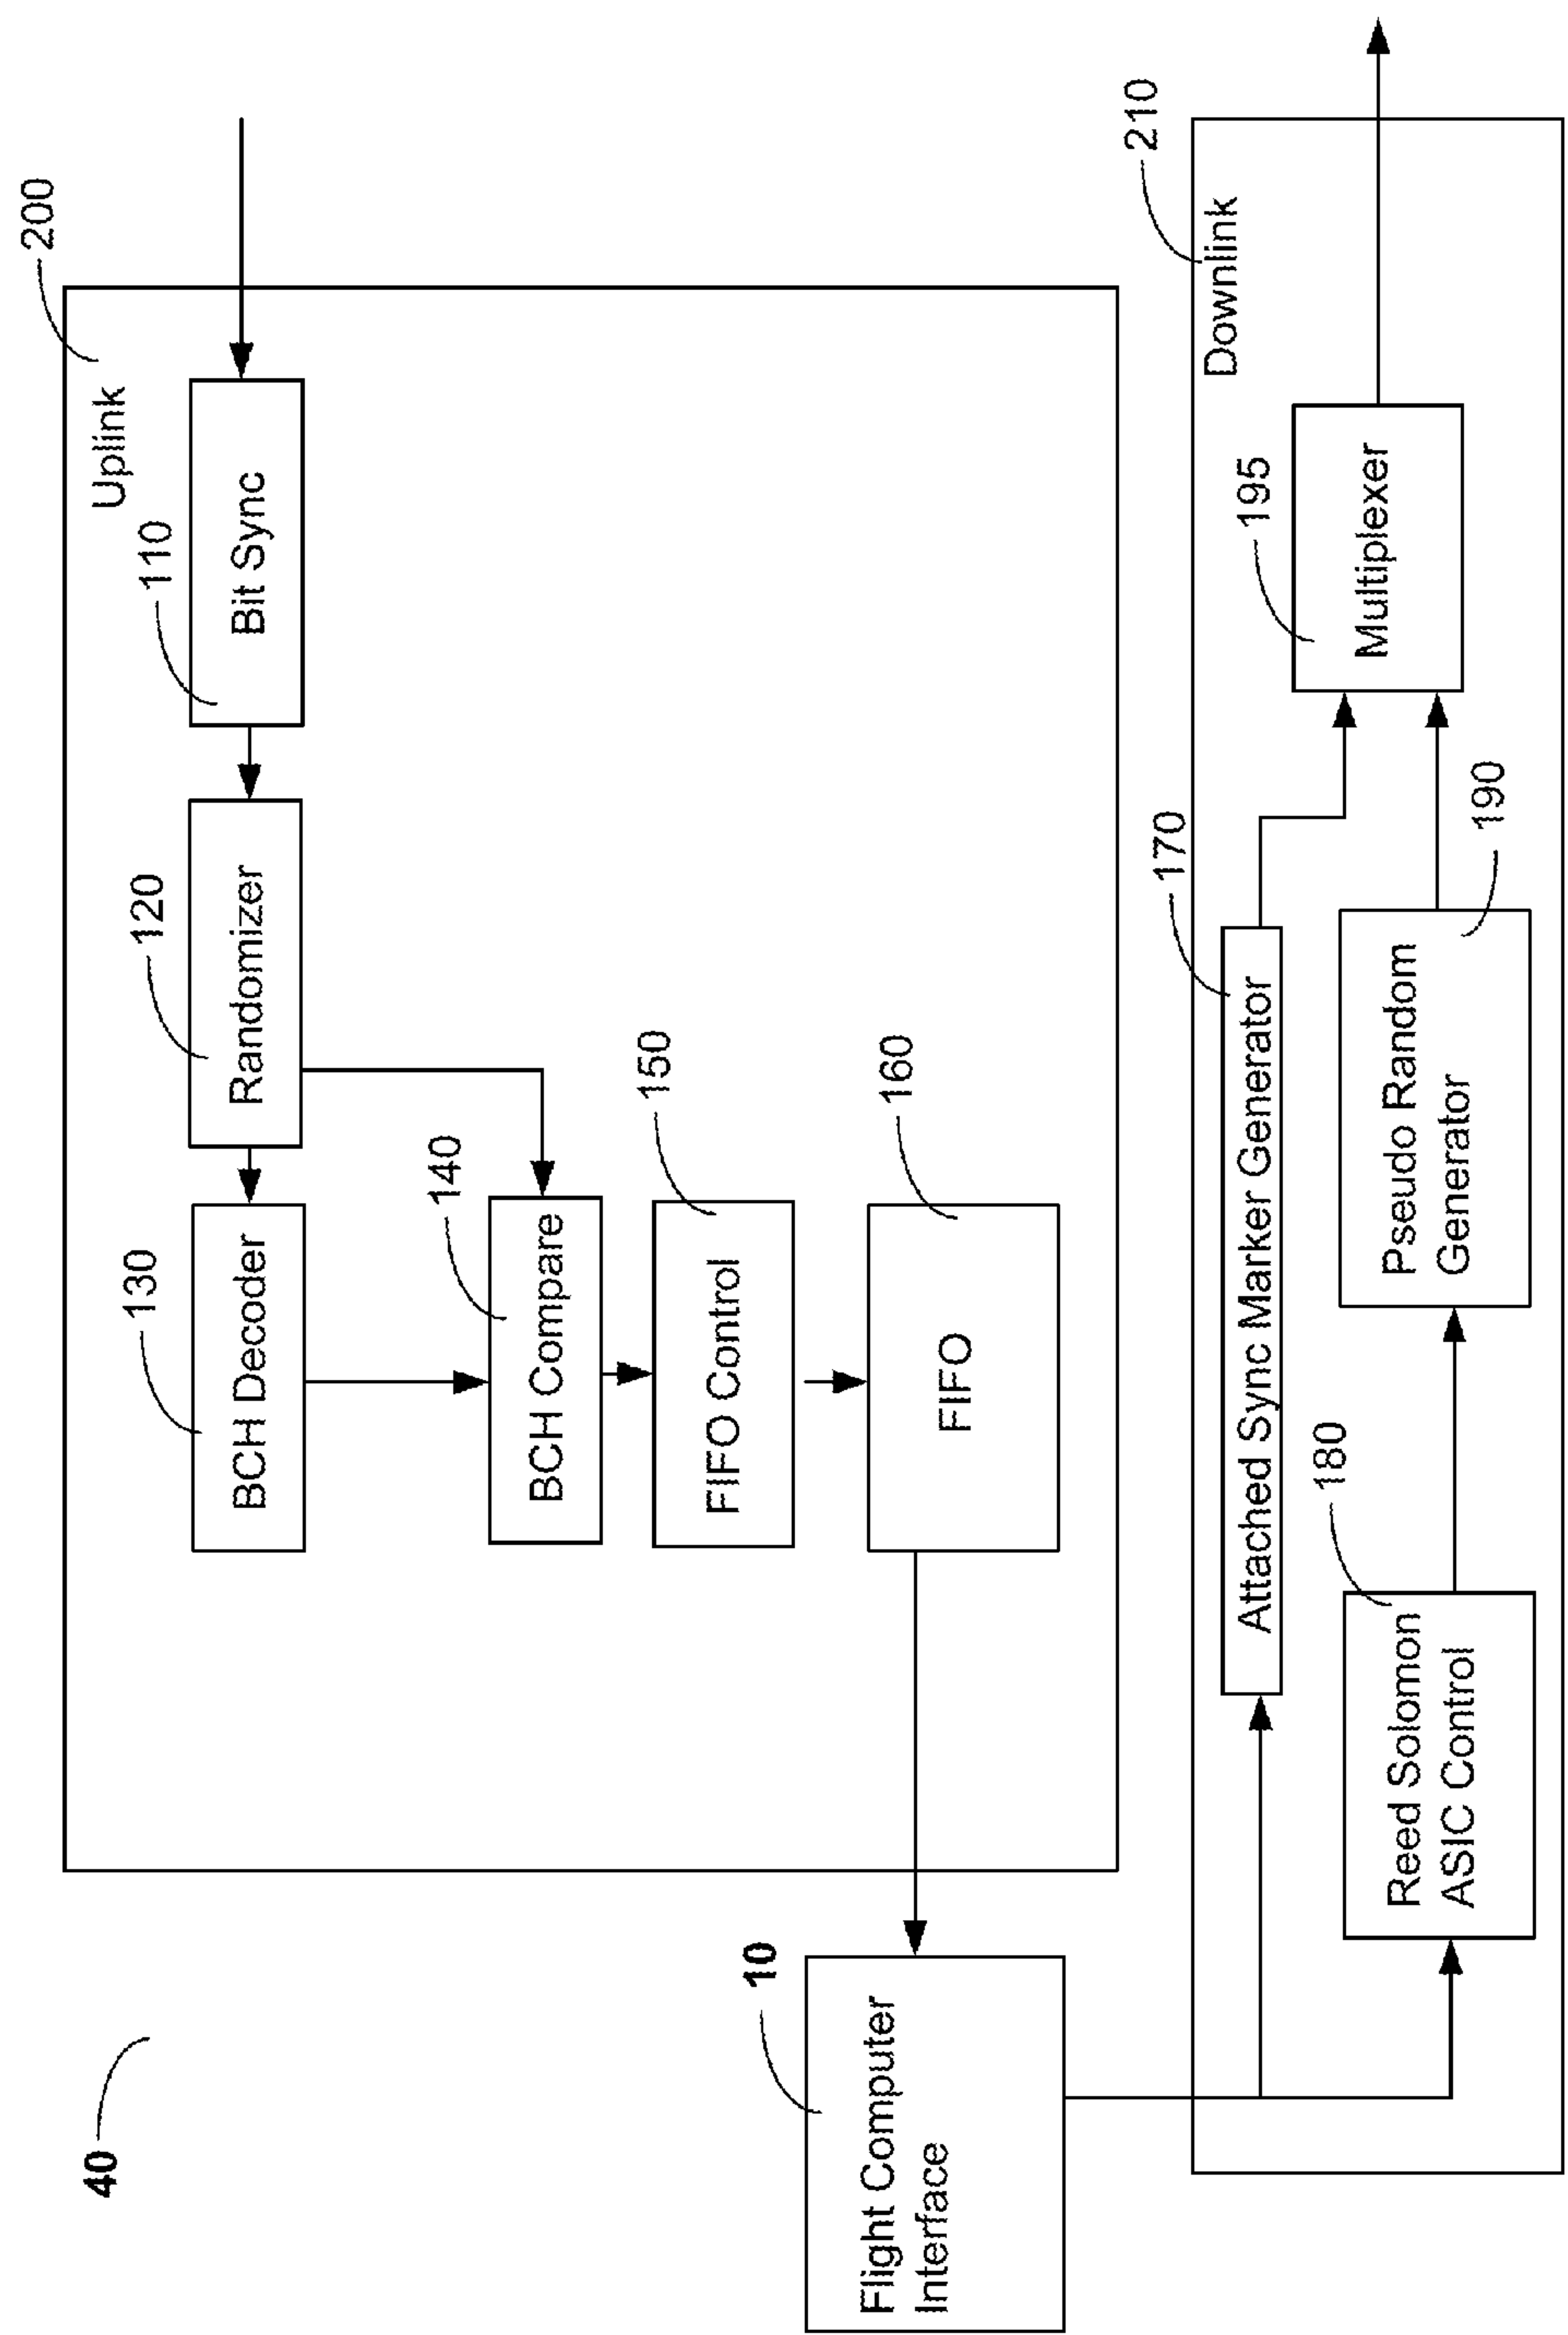 40
200
Uplink
130
BCH Decoder
120
Randomizer
110
Bit Sync
140
BCH Compare
150
FIFO Control
160
FIFO
10
Flight Computer
Interface
210
Downlink
170
Attached Sync Marker Generator
180
Reed Solomon
ASIC Control
190
Pseudo Random
Generator
195
Multiplexer